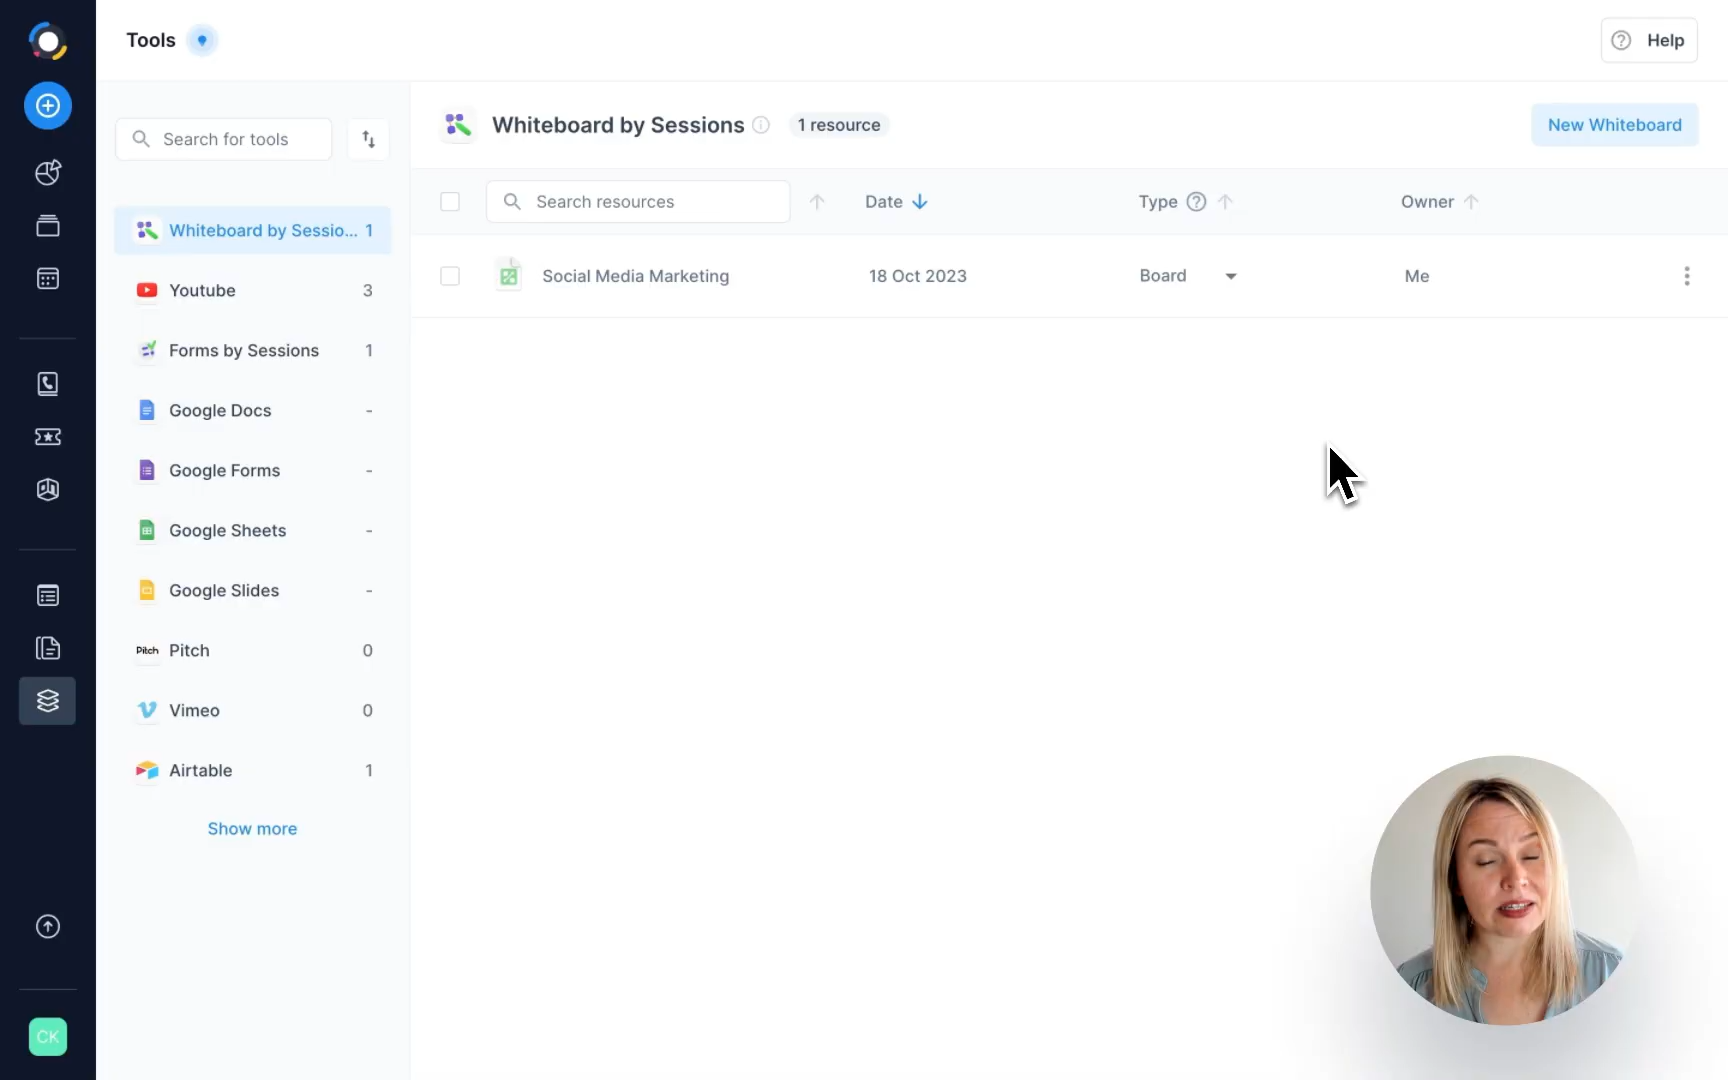 Tools
Help
Search for tools
Whiteboard by Sessio... 1
Youtube 3
Forms by Sessions 1
Google Docs -
Google Forms -
Google Sheets -
Google Slides -
Pitch Pitch 0
Vimeo 0
Airtable 1
Show more
CK
Whiteboard by Sessions 1 resource
New Whiteboard
Search resources Date Type Owner
Social Media Marketing 18 Oct 2023 Board Me